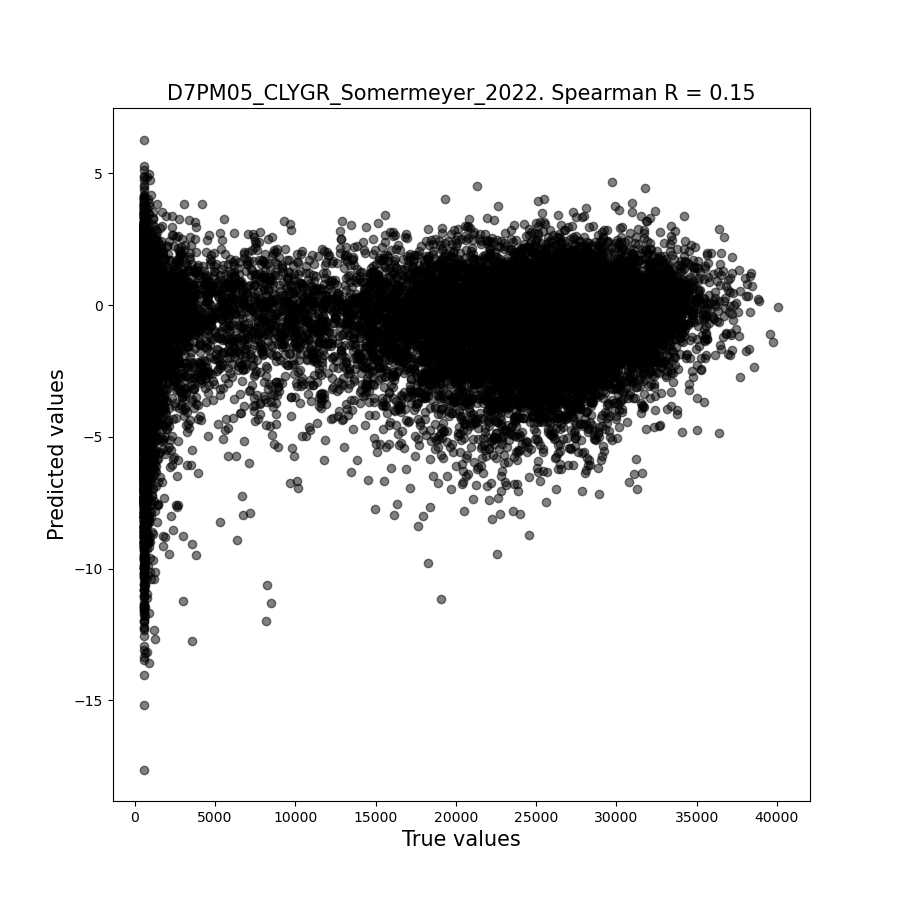 D7PM05_CLYGR_Somermeyer_2022. Spearman R = 0.15
5
0
−5
−10
−15
Predicted values
0 5000 10000 15000 20000 25000 30000 35000 40000
True values